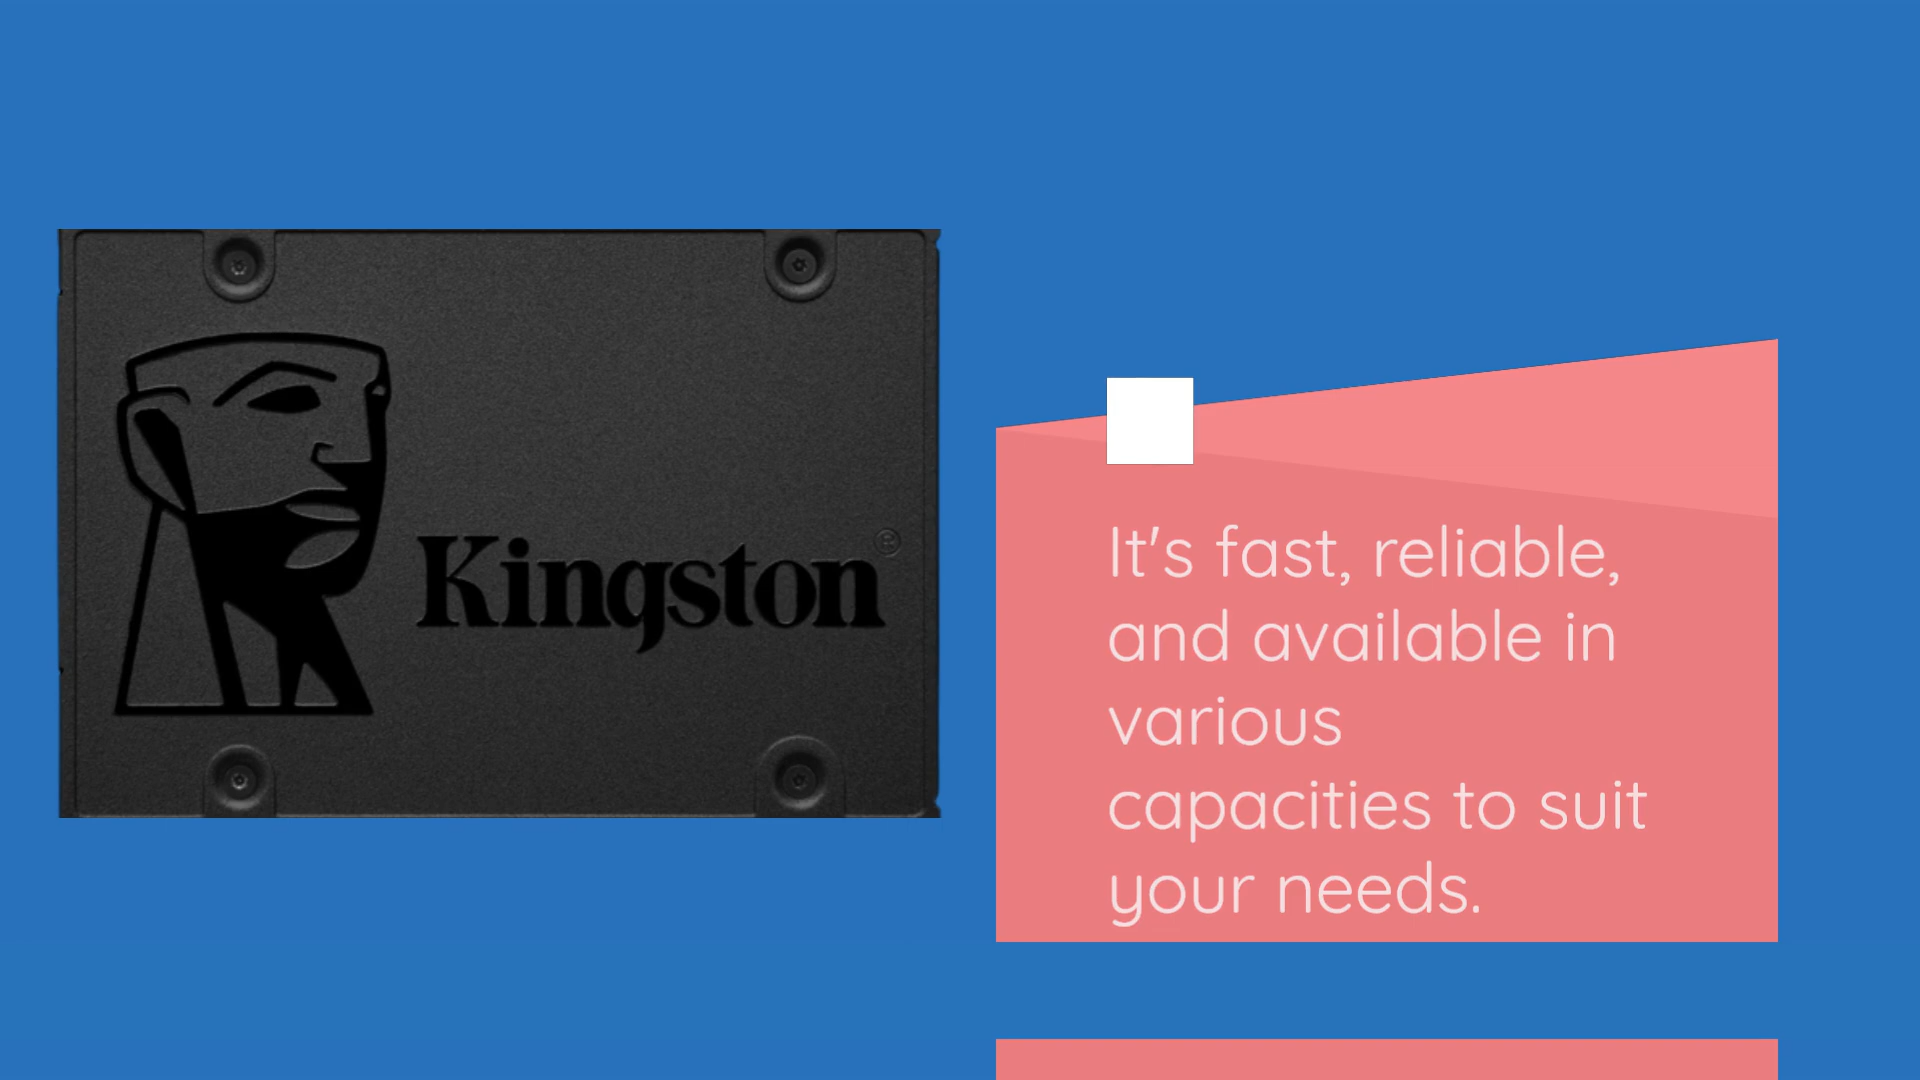 Kingston®
It's fast, reliable,
and available in
various
capacities to suit
your needs.